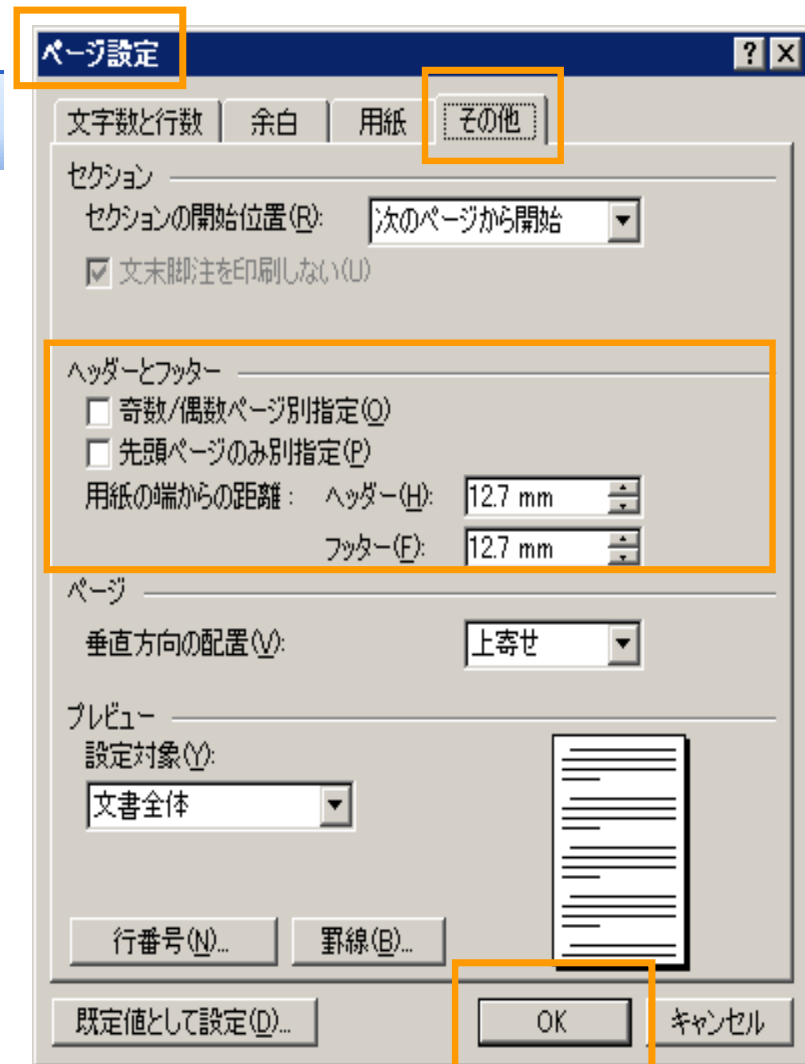 ページ設定
文字数と行数 余白 用紙 その他
セクション
セクションの開始位置(R): 次のページから開始
文末脚注を印刷しない(U)
ヘッダーとフッター
奇数/偶数ページ別指定(O)
先頭ページのみ別指定(P)
用紙の端からの距離: ヘッダー(H): 12.7 mm
フッター(F): 12.7 mm
ページ
垂直方向の配置(V): 上寄せ
プレビュー
設定対象(Y):
文書全体
行番号(N)... 罫線(B)...
既定値として設定(D)... OK キャンセル